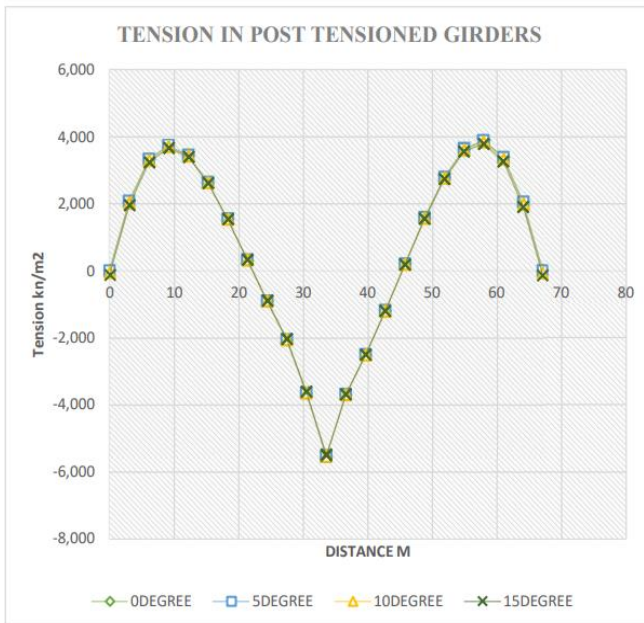 TENSION IN POST TENSIONED GIRDERS
6,000
4,000
2,000
0
0 10 20 30 40 50 60 70 80
-2,000
-4,000
-6,000
-8,000
Tension kn/m2
DISTANCE M
0DEGREE 5DEGREE 10DEGREE 15DEGREE